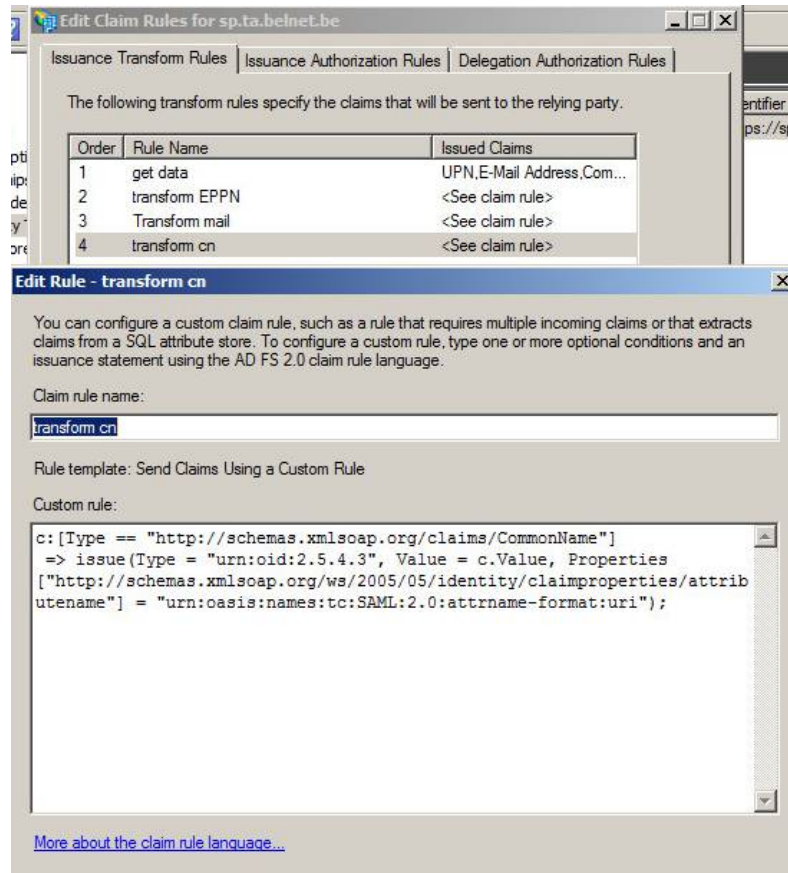 Edit Claim Rules for sp.ta.belnet.be
Issuance Transform Rules Issuance Authorization Rules Delegation Authorization Rules
The following transform rules specify the claims that will be sent to the relying party.
Order Rule Name Issued Claims
1 get data UPN,E-Mail Address,Com...
2 transform EPPN <See claim rule>
3 Transform mail <See claim rule>
4 transform cn <See claim rule>
Edit Rule - transform cn
You can configure a custom claim rule, such as a rule that requires multiple incoming claims or that extracts
claims from a SQL attribute store. To configure a custom rule, type one or more optional conditions and an
issuance statement using the AD FS 2.0 claim rule language.
Claim rule name:
transform cn
Rule template: Send Claims Using a Custom Rule
Custom rule:
c:[Type == "http://schemas.xmlsoap.org/claims/CommonName"]
=> issue(Type = "urn:oid:2.5.4.3", Value = c.Value, Properties
["http://schemas.xmlsoap.org/ws/2005/05/identity/claimproperties/attrib
utename"] = "urn:oasis:names:tc:SAML:2.0:attrname-format:uri");
More about the claim rule language...